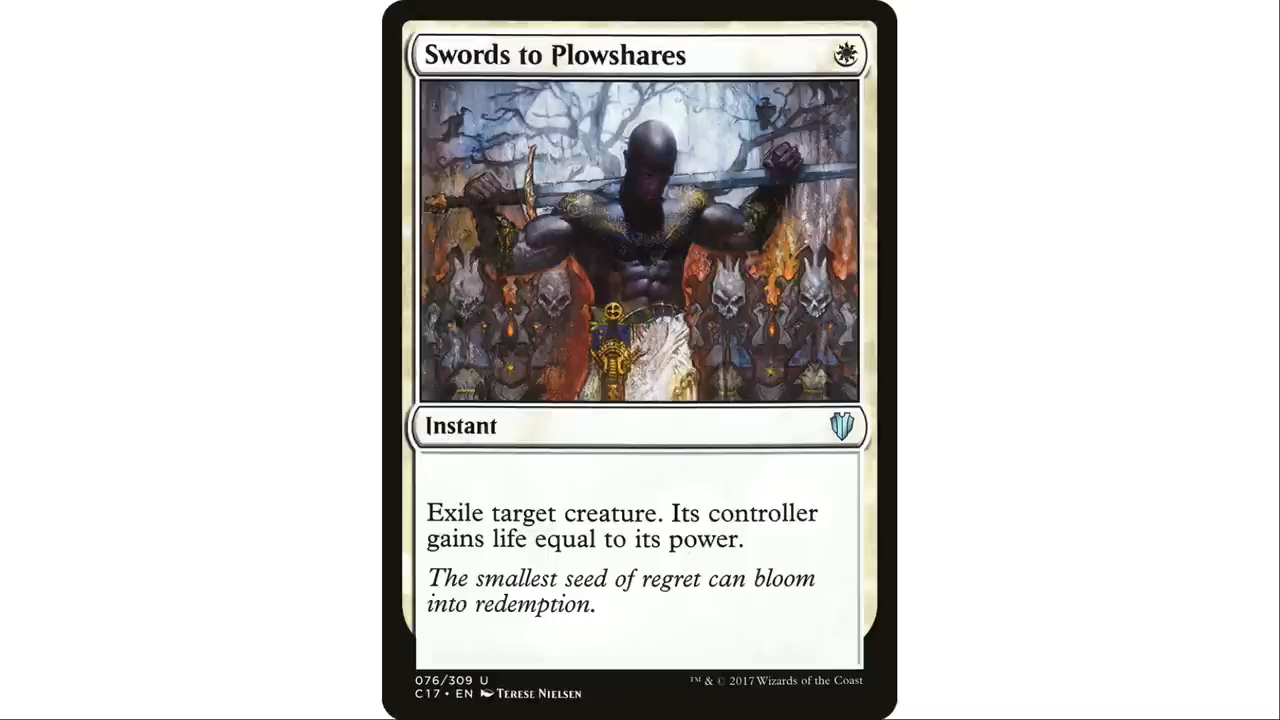 Swords to Plowshares
Instant
Exile target creature. Its controller
gains life equal to its power.
The smallest seed of regret can bloom
into redemption.
076/309 U
C17 • EN TERESE NIELSEN
™ & © 2017 Wizards of the Coast